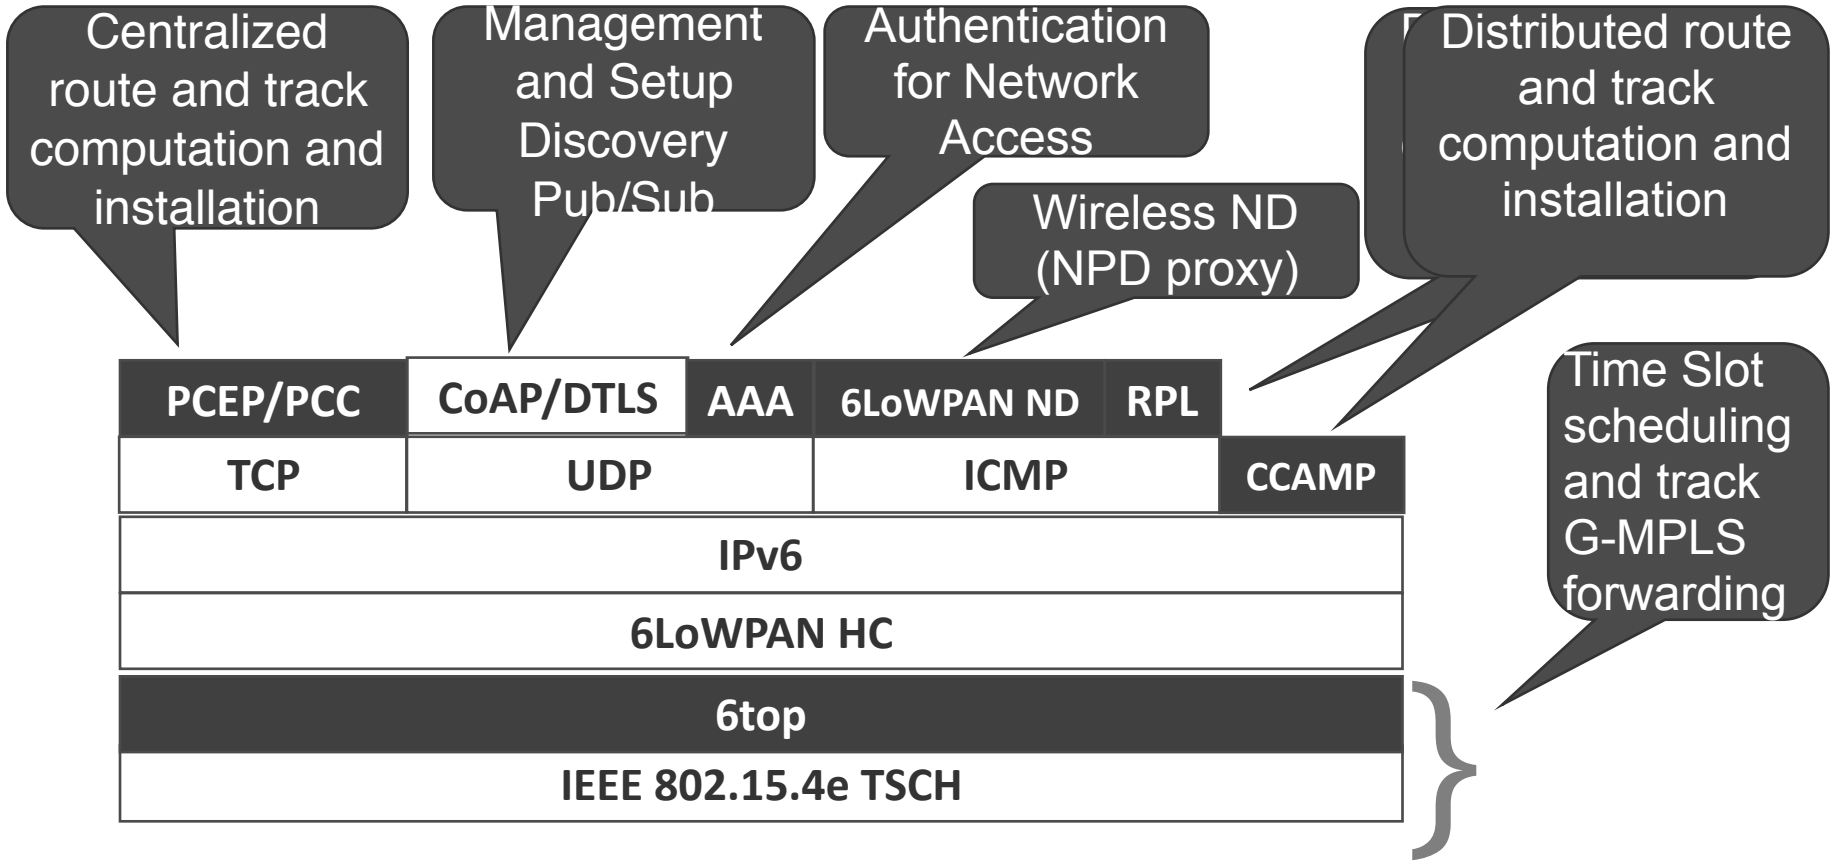 Centralized
route and track
computation and
installation
Management
and Setup
Discovery
Pub/Sub
Authentication
for Network
Access
Wireless ND
(NPD proxy)
Distributed route
and track
computation and
installation
Time Slot
scheduling
and track
G-MPLS
forwarding
PCEP/PCC
CoAP/DTLS
AAA
6LoWPAN ND
RPL
TCP
UDP
ICMP
CCAMP
IPv6
6LoWPAN HC
6top
IEEE 802.15.4e TSCH